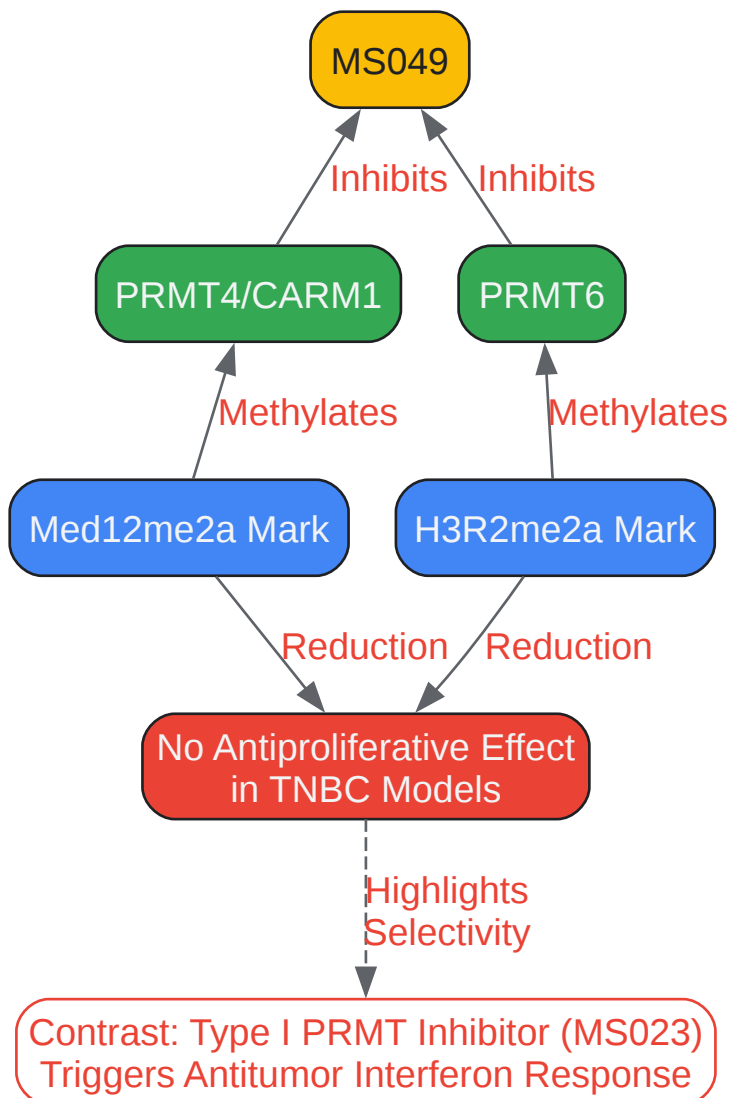 MS049
Inhibits
Inhibits
PRMT4/CARM1
PRMT6
Methylates
Methylates
Med12me2a Mark
H3R2me2a Mark
Reduction
Reduction
No Antiproliferative Effect
in TNBC Models
Highlights
Selectivity
Contrast: Type I PRMT Inhibitor (MS023)
Triggers Antitumor Interferon Response